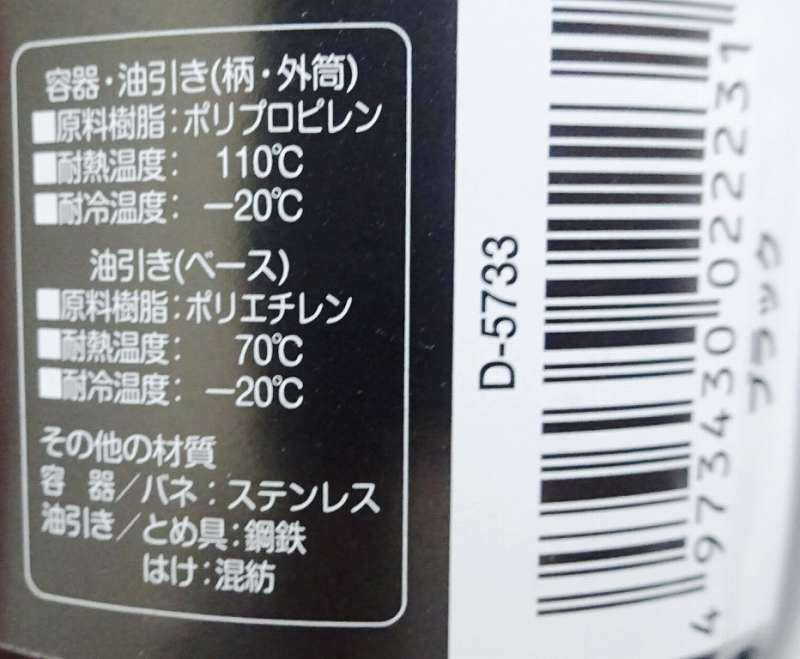 容器・油引き(柄・外筒)
■原料樹脂:ポリプロピレン
■耐熱温度: 110℃
■耐冷温度: −20℃
油引き(ベース)
■原料樹脂:ポリエチレン
■耐熱温度: 70℃
■耐冷温度: −20℃
その他の材質
容 器/バネ:ステンレス
油引き/とめ具:鋼鉄
はけ:混紡
D-5733
4973430022231
ブラック